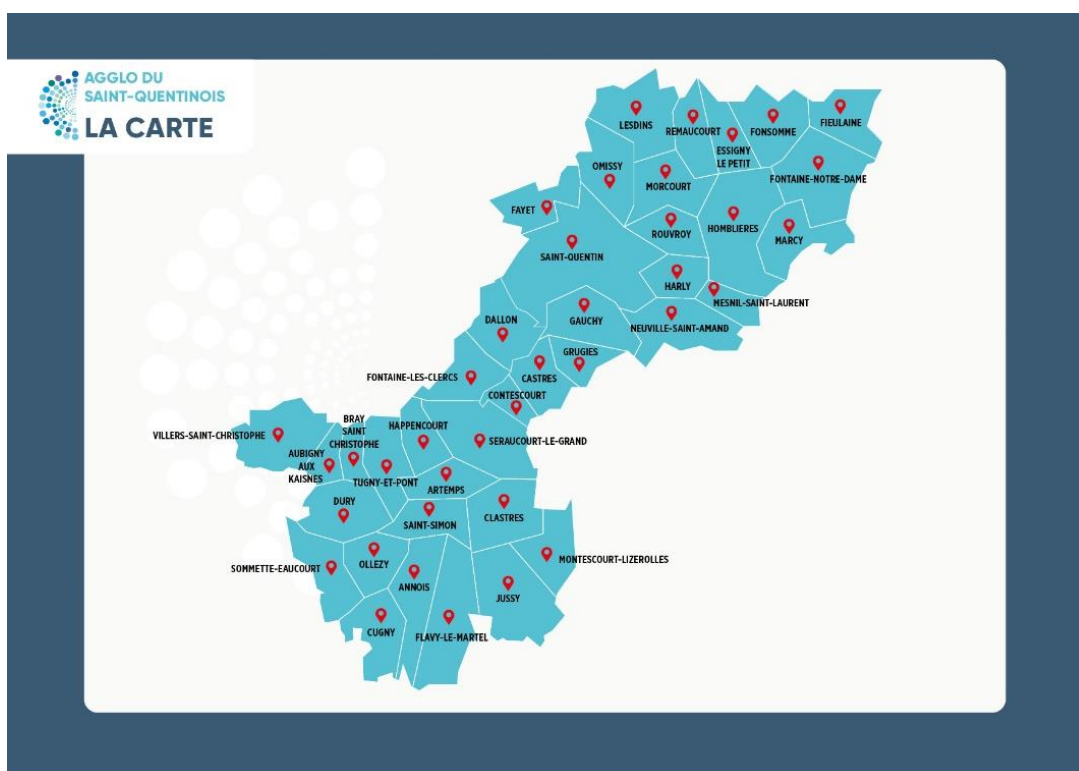 AGGLO DU
SAINT-QUENTINOIS
LA CARTE
LESDINS
REMAUCOURT
ESSIGNY
LE PETIT
FONSOMME
FIEULAINE
OMISSY
MORCOURT
FONTAINE-NOTRE-DAME
FAYET
ROUVROY
HOMBLIERES
MARCY
SAINT-QUENTIN
HARLY
MESNIL-SAINT-LAURENT
DALLON
GAUCHY
NEUVILLE-SAINT-AMAND
GRUGIES
FONTAINE-LES-CLERCS
CASTRES
CONTESCOURT
VILLERS-SAINT-CHRISTOPHE
BRAY
SAINT
CHRISTOPHE
HAPPENCOURT
SERAUCOURT-LE-GRAND
AUBIGNY
AUX
KAISNES
TUGNY-ET-PONT
ARTEMPS
DURY
SAINT-SIMON
CLASTRES
SOMMETTE-EAUCOURT
OLLEZY
ANNOIS
MONTESCOURT-LIZEROLLES
JUSSY
CUGNY
FLAVY-LE-MARTEL